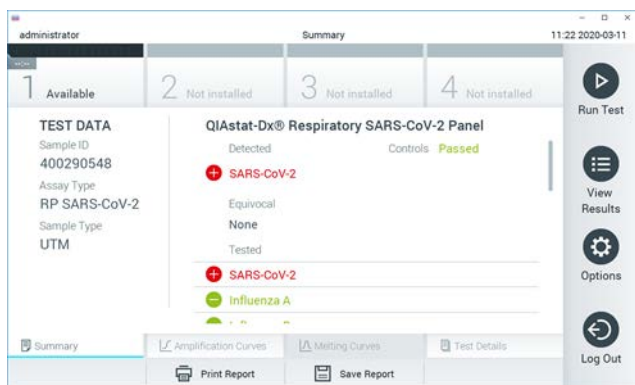 administrator Summary 11:22 2020-03-11
1 Available 2 Not installed 3 Not installed 4 Not installed
Run Test
TEST DATA
Sample ID
400290548
Assay Type
RP SARS-CoV-2
Sample Type
UTM
QIAstat-Dx® Respiratory SARS-CoV-2 Panel
Detected Controls Passed
SARS-CoV-2
Equivocal
None
Tested
SARS-CoV-2
Influenza A
View
Results
Options
Log Out
Summary Amplification Curves Melting Curves Test Details
Print Report Save Report